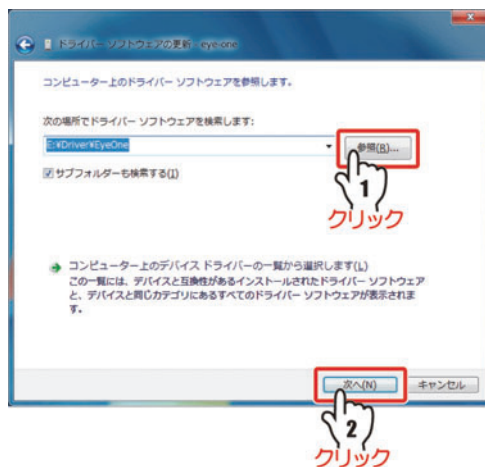 ドライバー ソフトウェアの更新 - eye-one
コンピューター上のドライバー ソフトウェアを参照します。
次の場所でドライバー ソフトウェアを検索します:
E:¥Driver¥EyeOne
参照(R)...
サブフォルダーも検索する(I)
1
クリック
コンピューター上のデバイス ドライバーの一覧から選択します(L)
この一覧には、デバイスと互換性があるインストールされたドライバー ソフトウェア
と、デバイスと同じカテゴリにあるすべてのドライバー ソフトウェアが表示されま
す。
次へ(N)
キャンセル
2
クリック